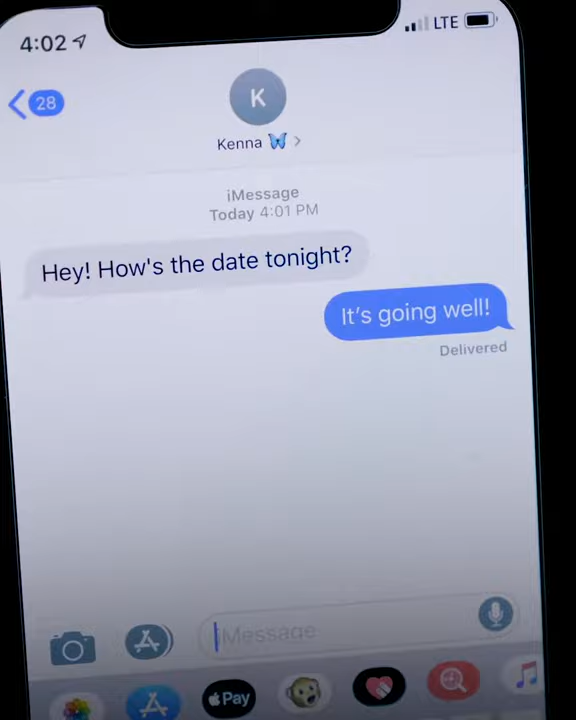 4:02
LTE
28
K
Kenna 🦋
iMessage
Today 4:01 PM
Hey! How's the date tonight?
It's going well!
Delivered
iMessage
Pay